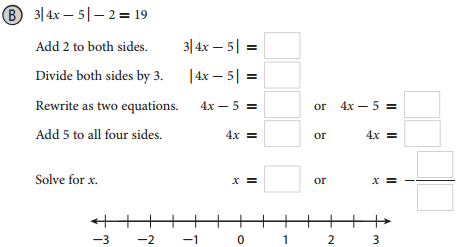 B 3|4x − 5| − 2 = 19
Add 2 to both sides. 3|4x − 5| =
Divide both sides by 3. |4x − 5| =
Rewrite as two equations. 4x − 5 = or 4x − 5 =
Add 5 to all four sides. 4x = or 4x =
Solve for x. x = or x = −
−3 −2 −1 0 1 2 3